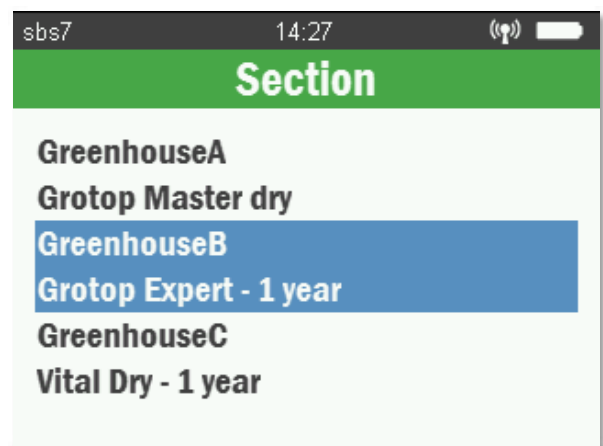 sbs7 14:27
Section
GreenhouseA
Grotop Master dry
GreenhouseB
Grotop Expert - 1 year
GreenhouseC
Vital Dry - 1 year